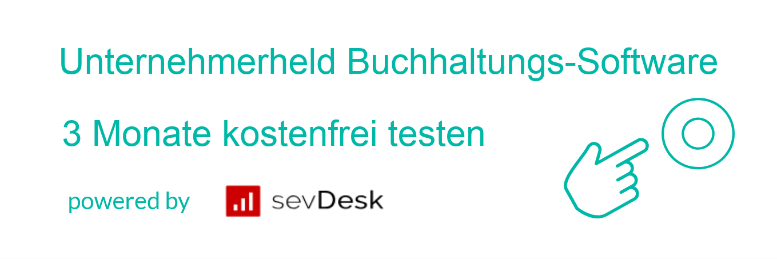 Unternehmerheld Buchhaltungs-Software
3 Monate kostenfrei testen
powered by sevDesk